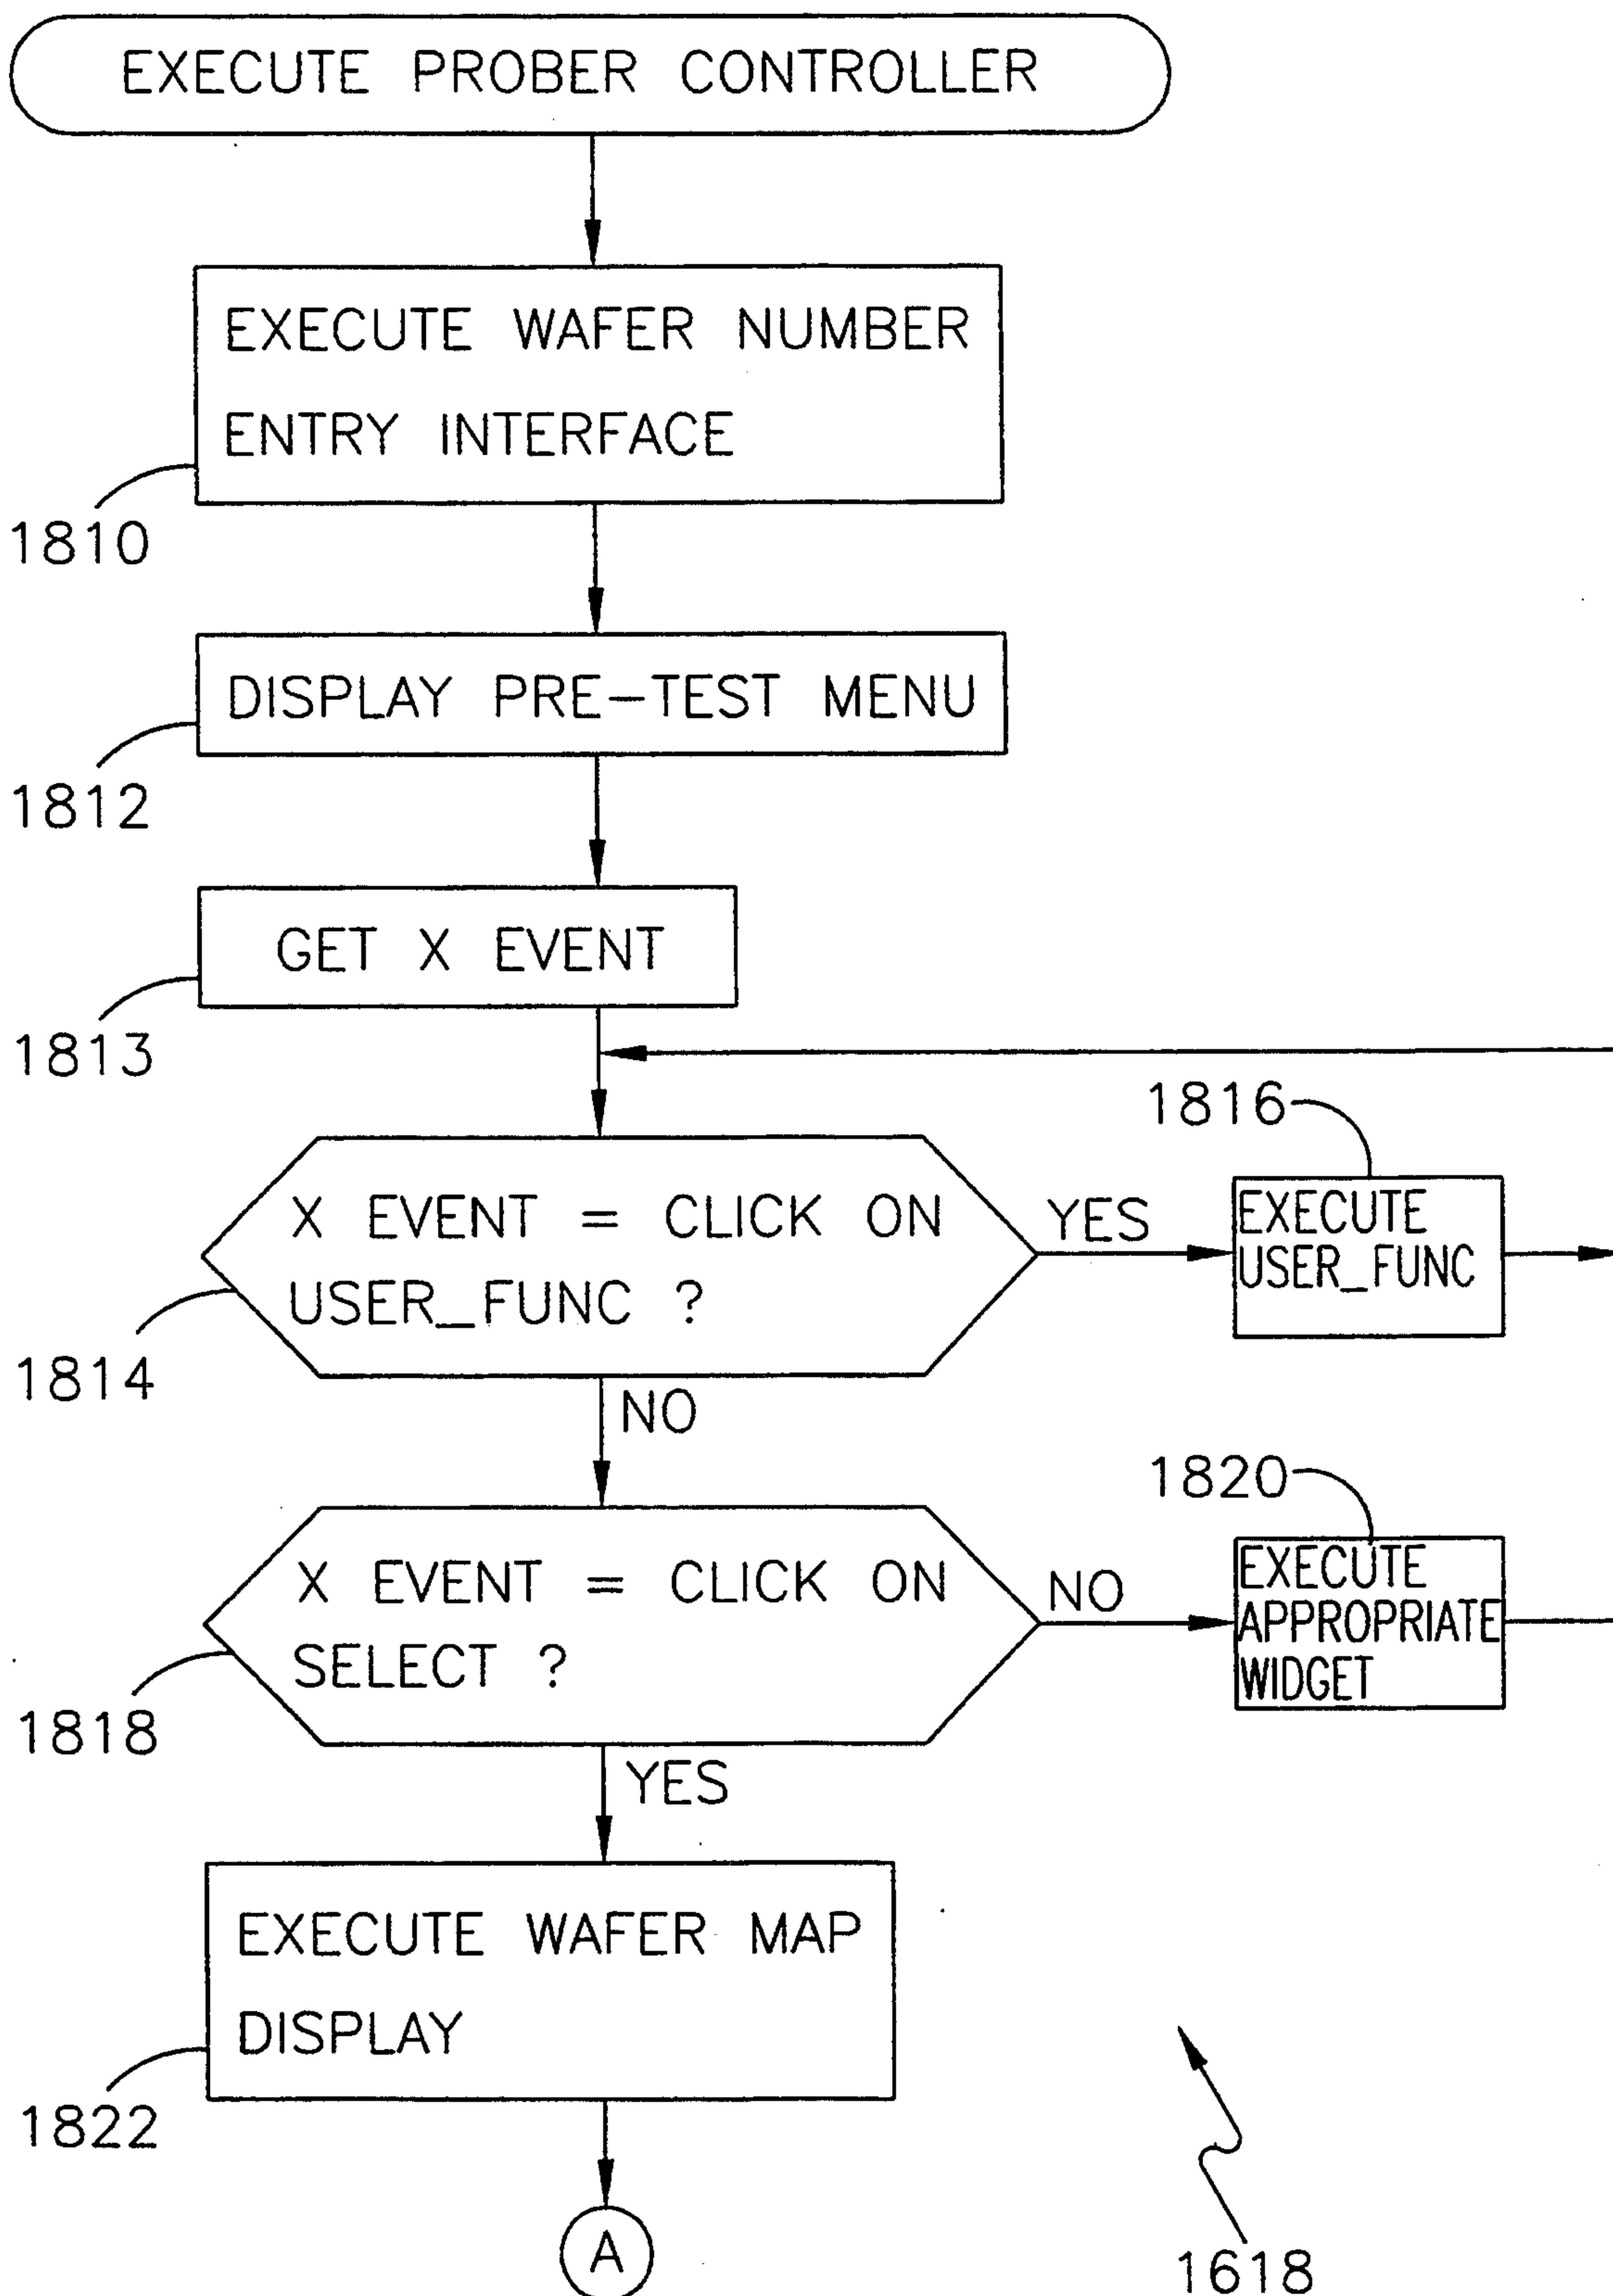 EXECUTE PROBER CONTROLLER
EXECUTE WAFER NUMBER
ENTRY INTERFACE
1810
DISPLAY PRE-TEST MENU
1812
GET X EVENT
1813
1816
X EVENT = CLICK ON
USER_FUNC ?
YES
EXECUTE
USER_FUNC
1814
NO
1820
X EVENT = CLICK ON
SELECT ?
NO
EXECUTE
APPROPRIATE
WIDGET
1818
YES
EXECUTE WAFER MAP
DISPLAY
1822
A
1618